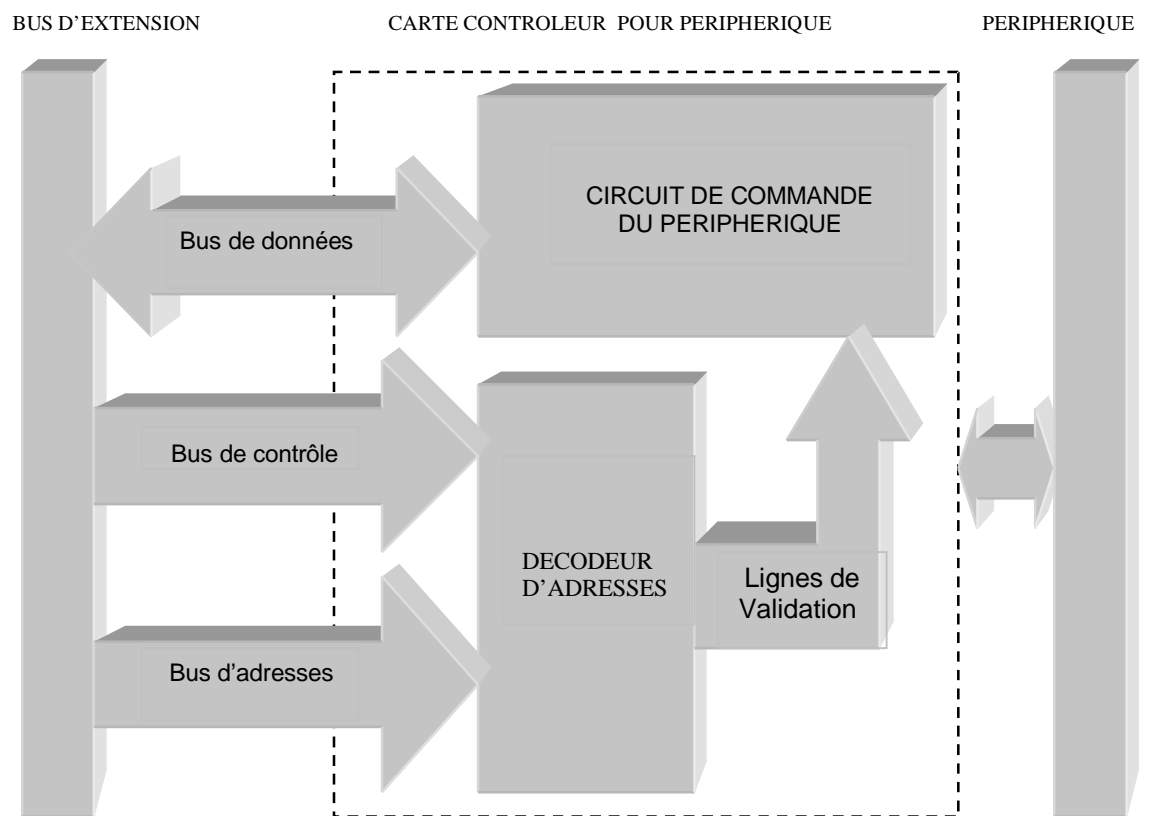 BUS D’EXTENSION
CARTE CONTROLEUR POUR PERIPHERIQUE
PERIPHERIQUE
CIRCUIT DE COMMANDE
DU PERIPHERIQUE
Bus de données
Bus de contrôle
DECODEUR
D’ADRESSES
Lignes de
Validation
Bus d’adresses